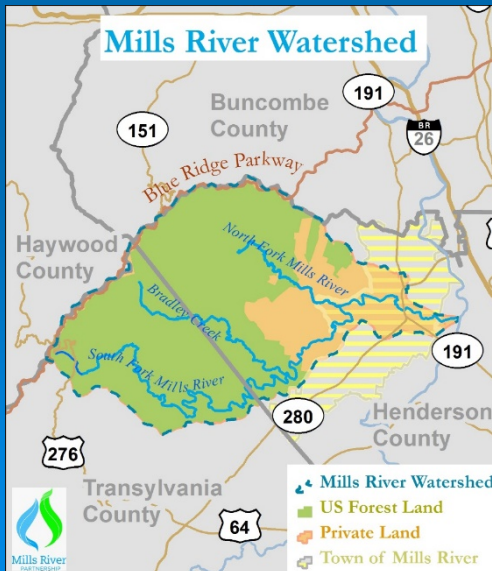 Mills River Watershed
Buncombe
County
191
151
BR
26
Blue Ridge Parkway
Haywood
County
North Fork Mills River
Bradley Creek
South Fork Mills River
191
280
Henderson
County
276
Transylvania
County
64
Mills River Watershed
US Forest Land
Private Land
Town of Mills River
Mills River
PARTNERSHIP